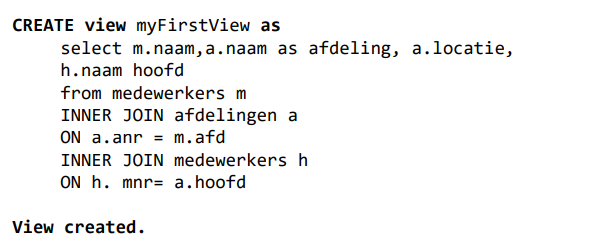 CREATE view myFirstView as
select m.naam,a.naam as afdeling, a.locatie,
h.naam hoofd
from medewerkers m
INNER JOIN afdelingen a
ON a.anr = m.afd
INNER JOIN medewerkers h
ON h. mnr= a.hoofd
View created.